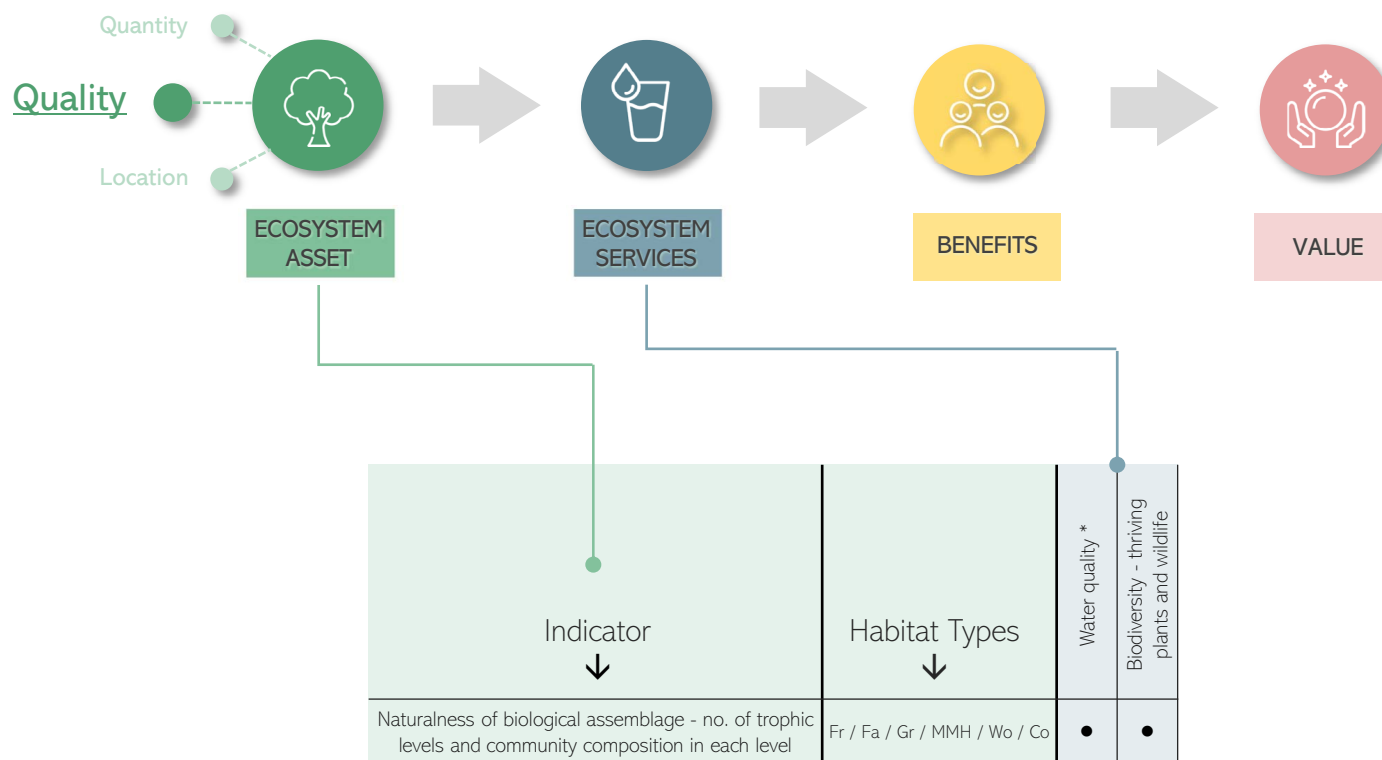 Quantity
Quality
Location
ECOSYSTEM
ASSET
ECOSYSTEM
SERVICES
BENEFITS
VALUE
Indicator
Habitat Types
Water quality *
Biodiversity - thriving
plants and wildlife
Naturalness of biological assemblage - no. of trophic
levels and community composition in each level
Fr / Fa / Gr / MMH / Wo / Co